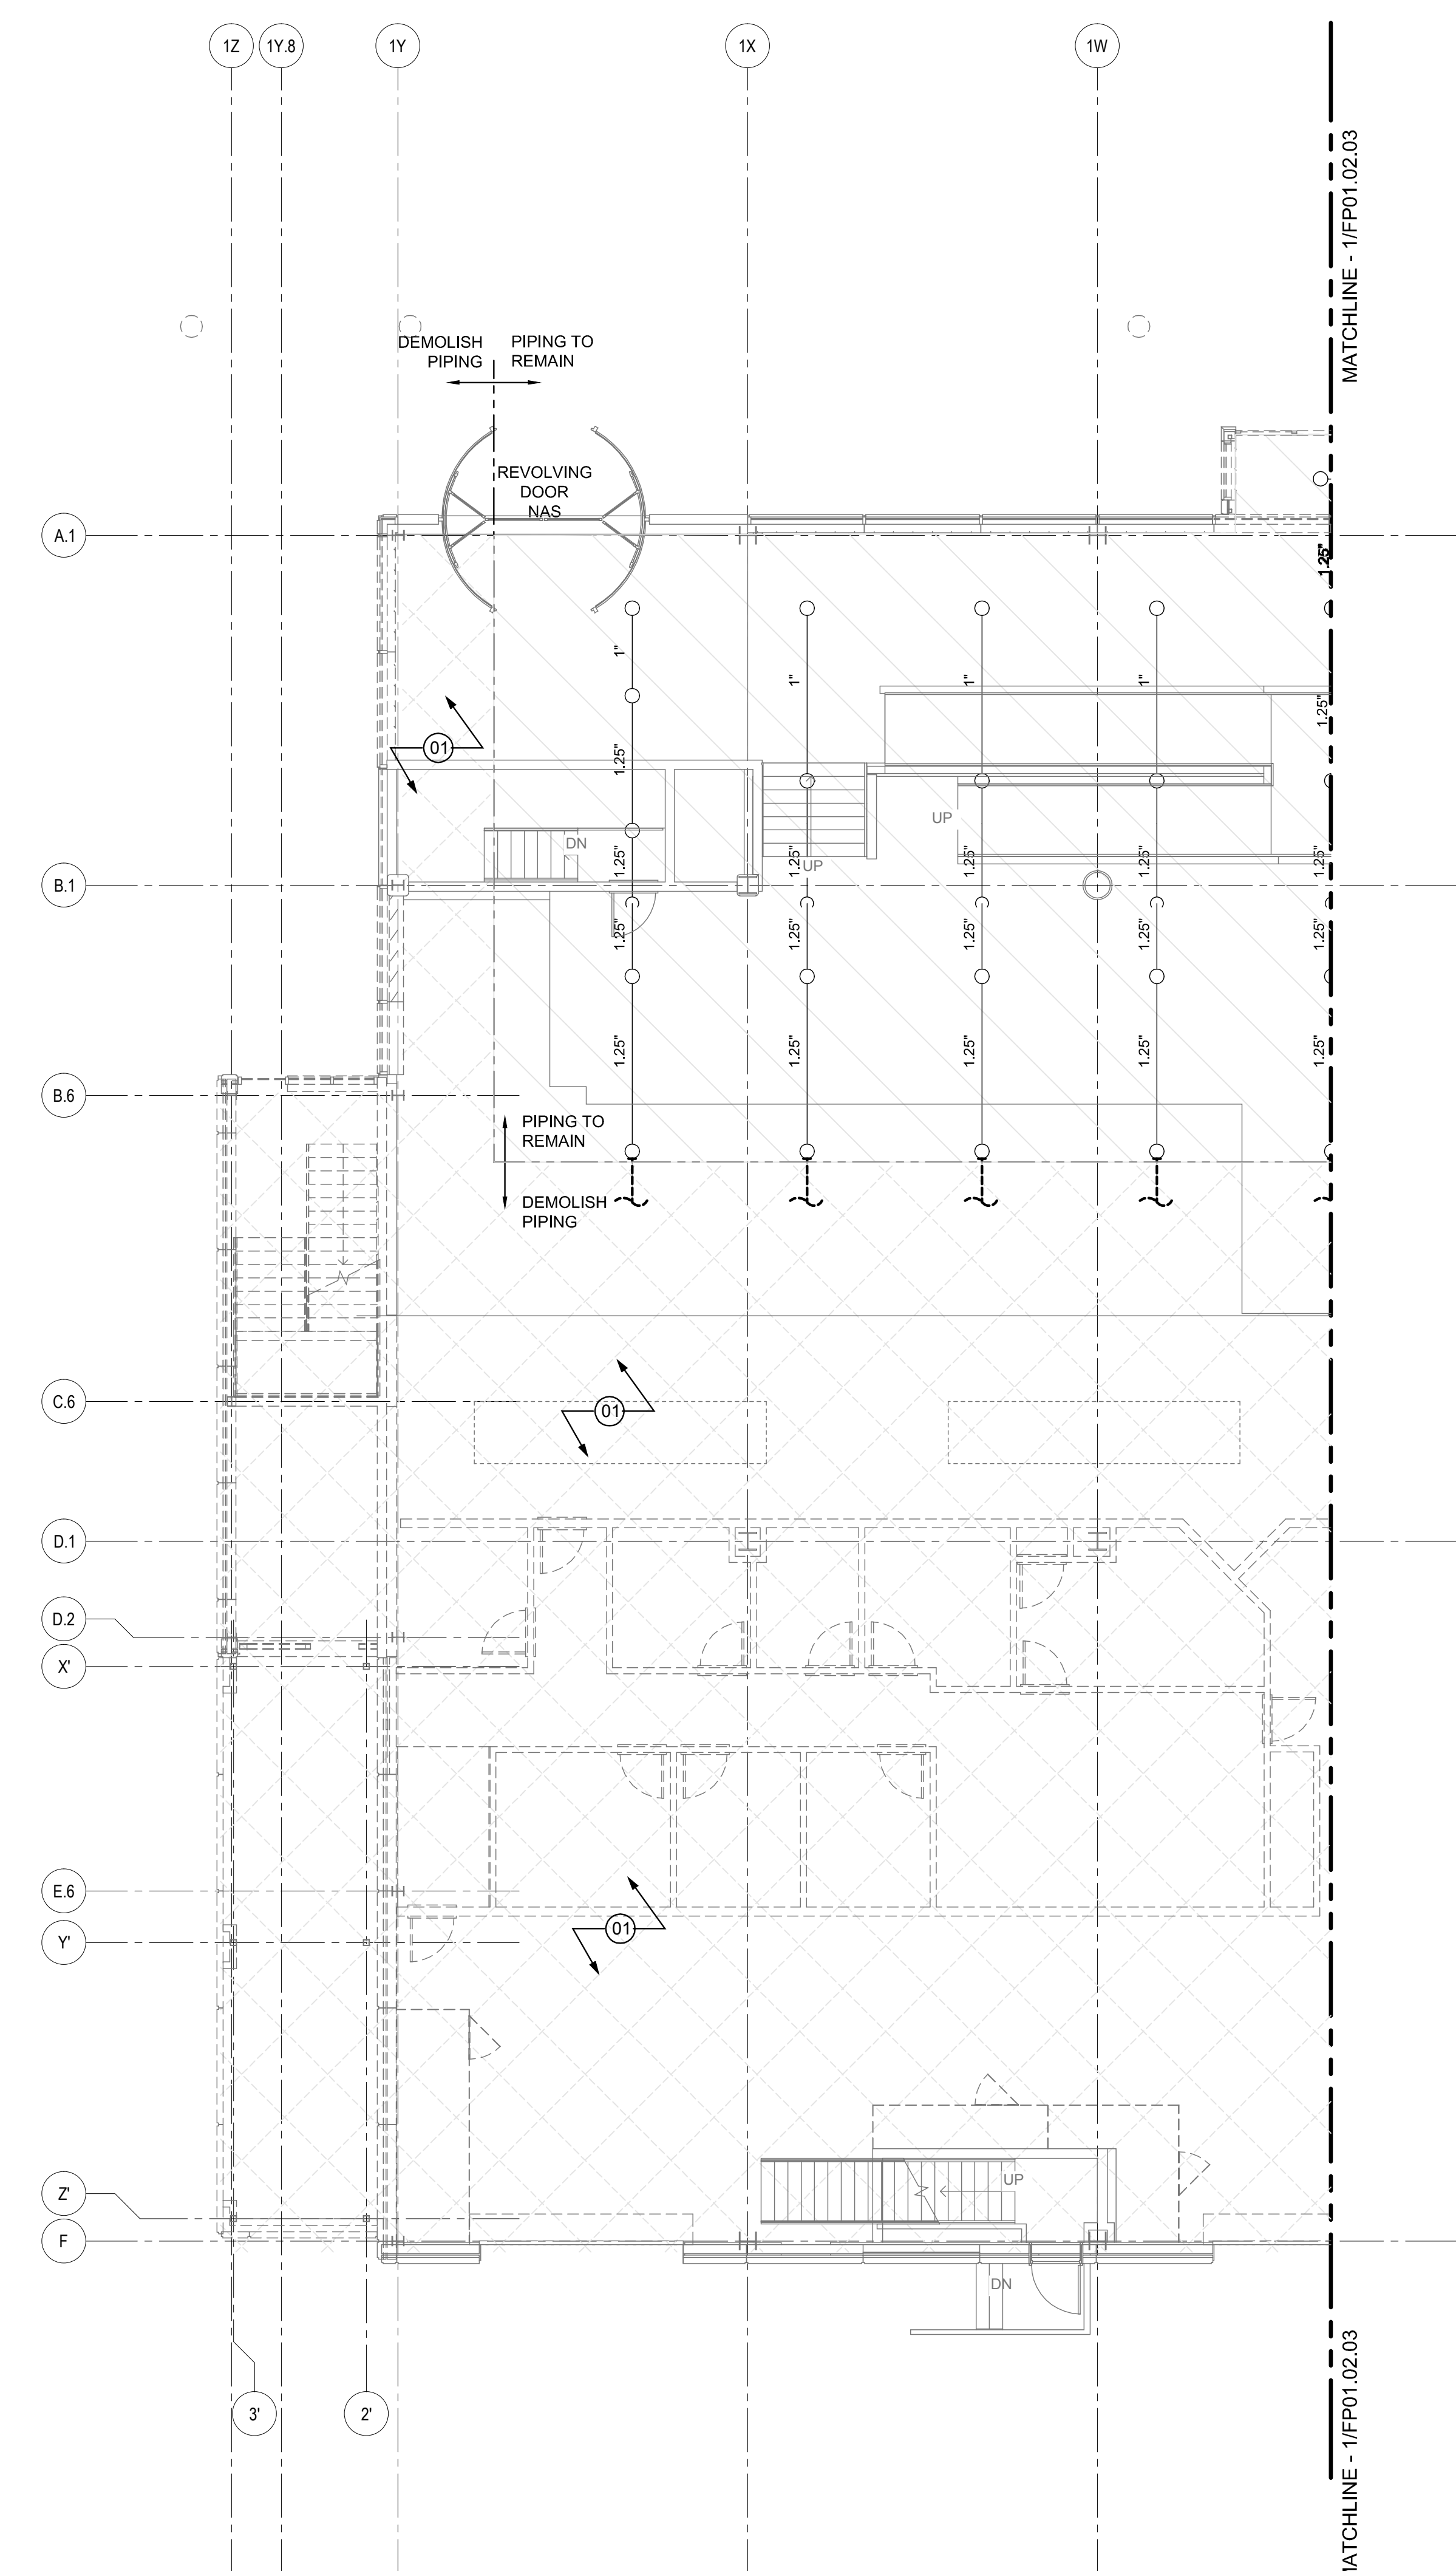 1Z
1Y.8
1Y
1X
1W
MATCHLINE - 1/FP01.02.03
DEMOLISH
PIPING
PIPING TO
REMAIN
REVOLVING
DOOR
NAS
A.1
1.25"
1"
1"
1"
1"
1.25"
01
1.25"
UP
DN
UP
1.25"
1.25"
1.25"
1.25"
1.25"
B.1
1.25"
1.25"
1.25"
1.25"
1.25"
1.25"
1.25"
1.25"
1.25"
1.25"
B.6
PIPING TO
REMAIN
DEMOLISH
PIPING
C.6
01
D.1
D.2
X'
E.6
01
Y'
UP
Z'
F
DN
MATCHLINE - 1/FP01.02.03
3'
2'